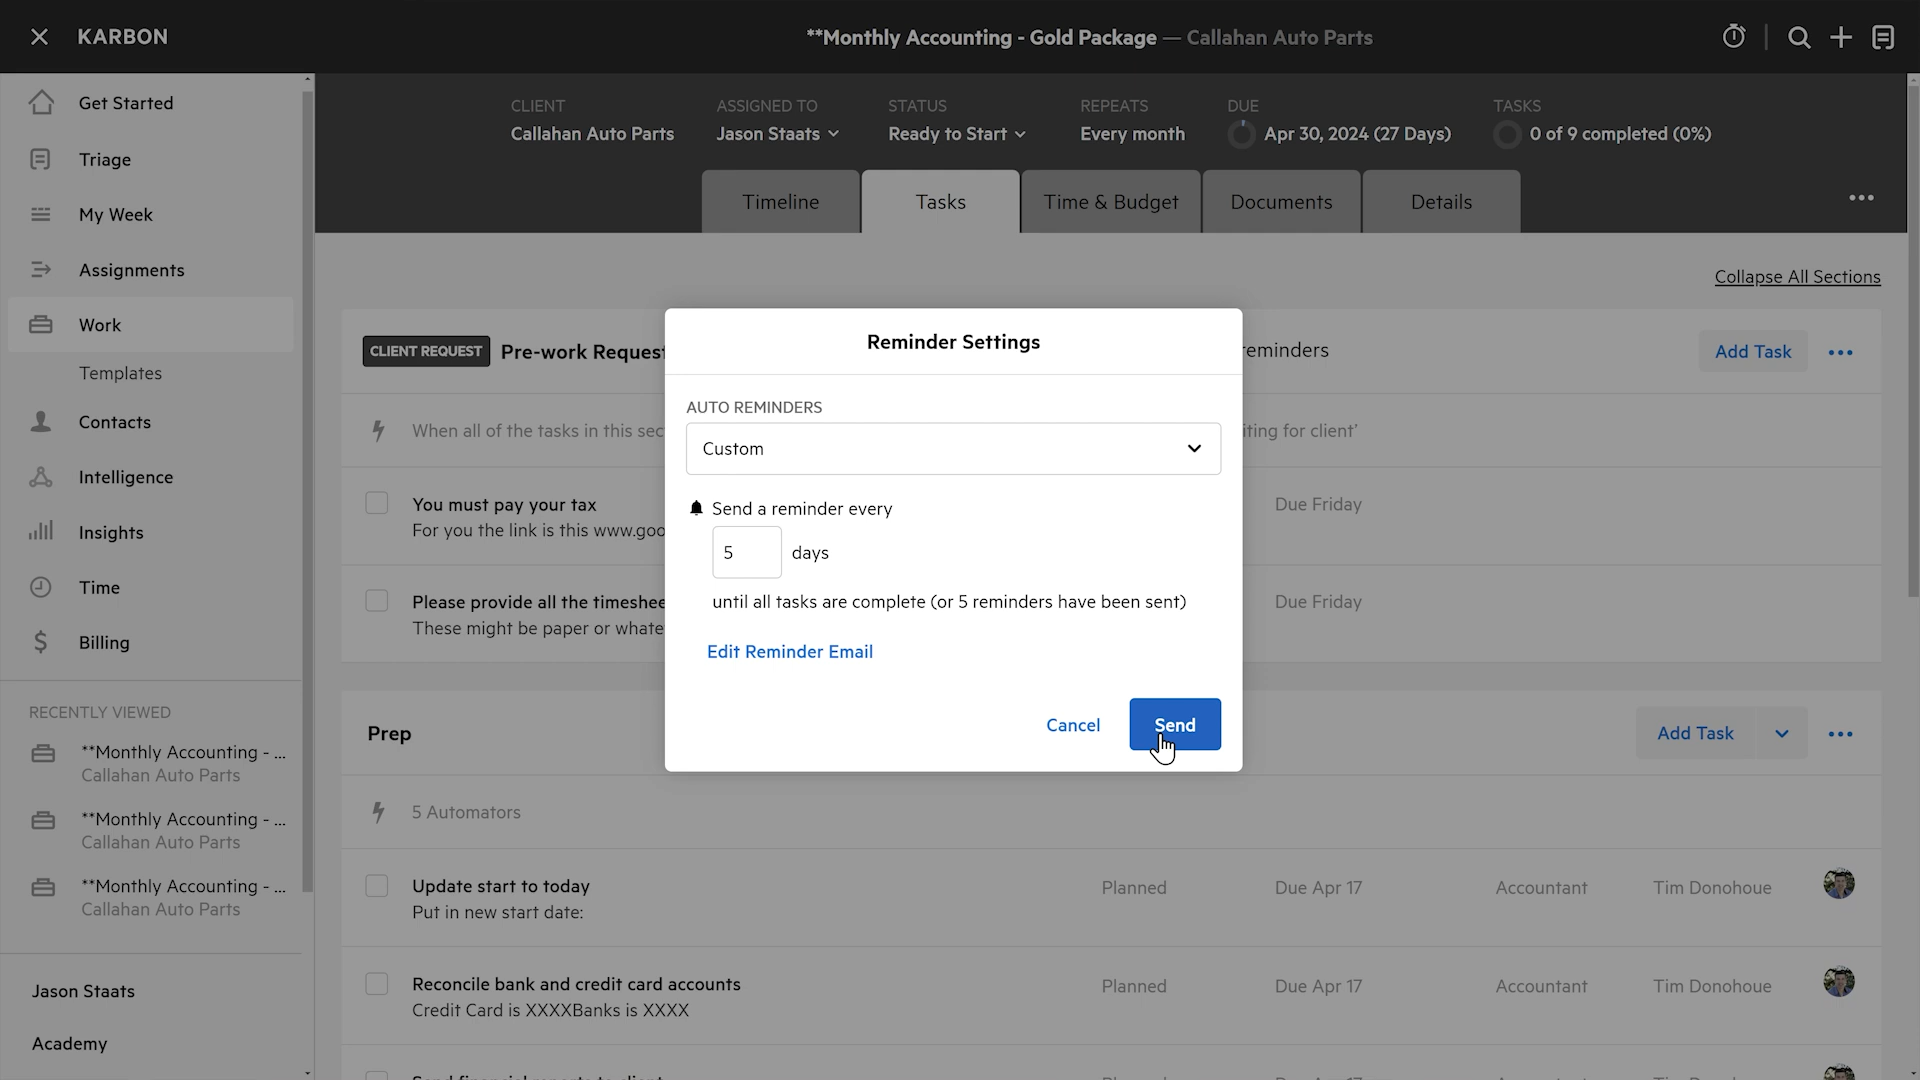 KARBON
**Monthly Accounting - Gold Package — Callahan Auto Parts
Get Started
Triage
My Week
Assignments
Work
Templates
Contacts
Intelligence
Insights
Time
Billing
RECENTLY VIEWED
**Monthly Accounting - ...
Callahan Auto Parts
**Monthly Accounting - ...
Callahan Auto Parts
**Monthly Accounting - ...
Callahan Auto Parts
Jason Staats
Academy
CLIENT ASSIGNED TO STATUS REPEATS DUE TASKS
Callahan Auto Parts Jason Staats Ready to Start Every month Apr 30, 2024 (27 Days) 0 of 9 completed (0%)
Timeline Tasks Time & Budget Documents Details
Collapse All Sections
CLIENT REQUEST Pre-work Request reminders Add Task
When all of the tasks in this sec iting for client'
You must pay your tax Due Friday
For you the link is this www.goo
Please provide all the timeshee Due Friday
These might be paper or whate
Reminder Settings
AUTO REMINDERS
Custom
Send a reminder every
5 days
until all tasks are complete (or 5 reminders have been sent)
Edit Reminder Email
Cancel Send
Prep Add Task
5 Automators
Update start to today Planned Due Apr 17 Accountant Tim Donohoue
Put in new start date:
Reconcile bank and credit card accounts Planned Due Apr 17 Accountant Tim Donohoue
Credit Card is XXXXBanks is XXXX